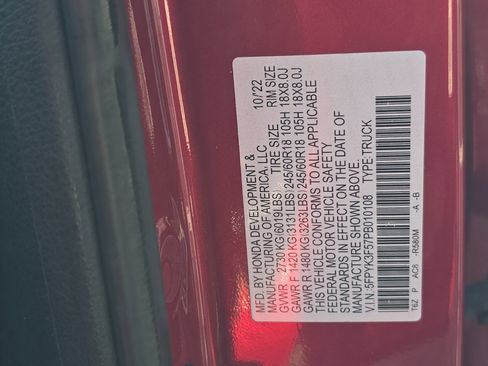 MFD. BY HONDA DEVELOPMENT & 10/'22
MANUFACTURING OF AMERICA, LLC.
GVWR 2730 KG(6019LBS) TIRE SIZE RIM SIZE
GAWR F 1420 KG(3131LBS) 245/60R18 105H 18X8.0J
GAWR R 1480 KG(3263LBS) 245/60R18 105H 18X8.0J
THIS VEHICLE CONFORMS TO ALL APPLICABLE
FEDERAL MOTOR VEHICLE SAFETY
STANDARDS IN EFFECT ON THE DATE OF
MANUFACTURE SHOWN ABOVE.
V.I.N.:5FPYK3F57PB010108 TYPE:TRUCK
T6Z P AC8 -R580M -A -B